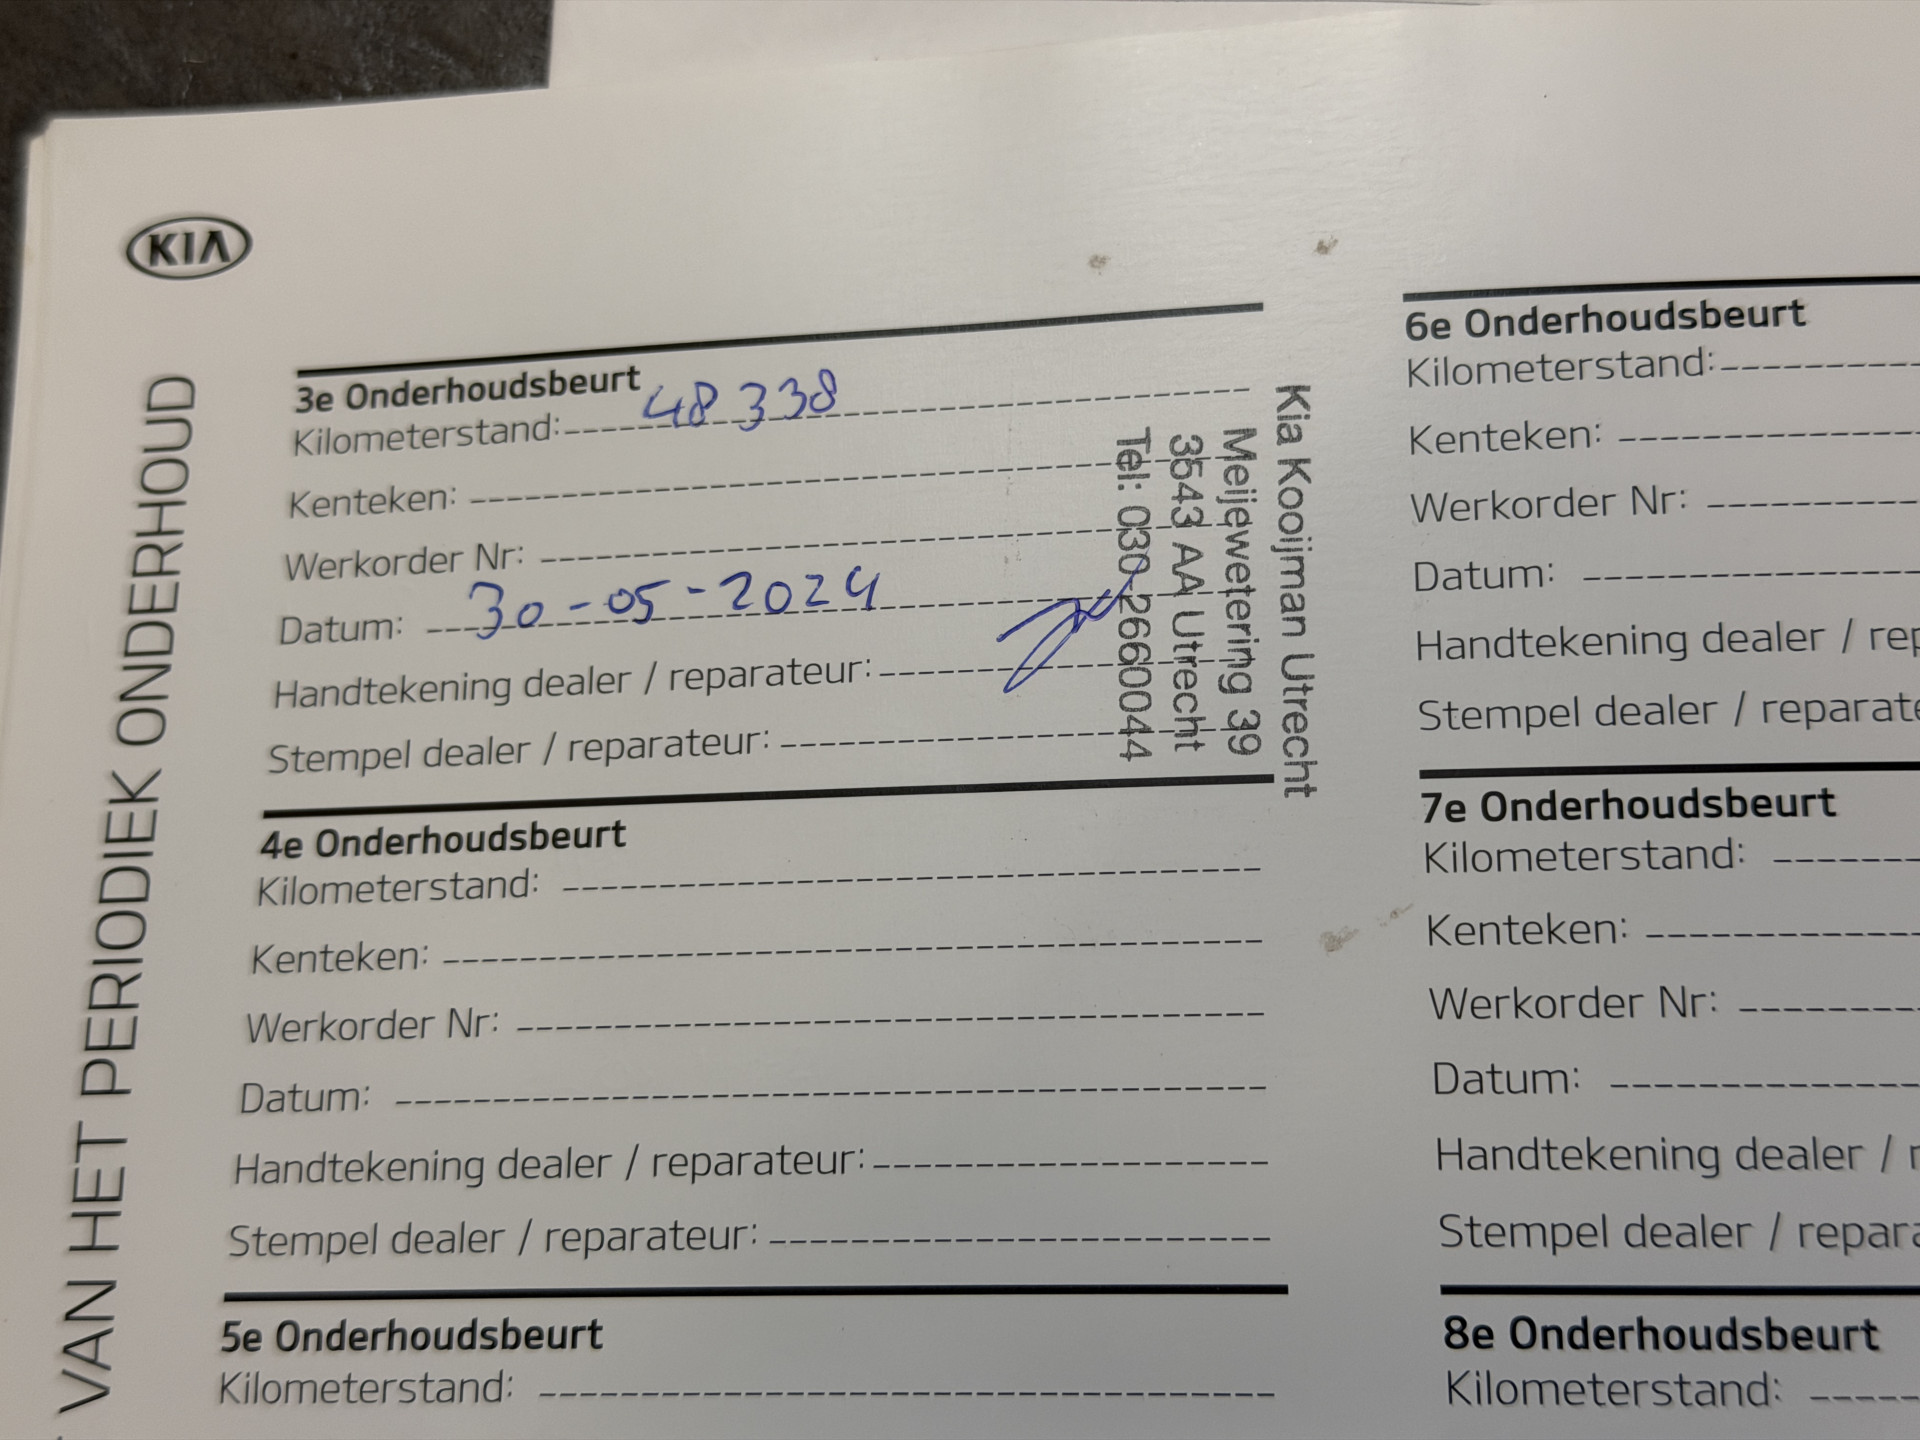 KIA
VAN HET PERIODIEK ONDERHOUD
3e Onderhoudsbeurt
Kilometerstand: 48 338
Kenteken:
Werkorder Nr:
Datum: 30-05-2024
Handtekening dealer / reparateur:
Stempel dealer / reparateur:
Kia Kooijman Utrecht
Meijewetering 39
3543 AA Utrecht
Tel: 030-2660044
4e Onderhoudsbeurt
Kilometerstand:
Kenteken:
Werkorder Nr:
Datum:
Handtekening dealer / reparateur:
Stempel dealer / reparateur:
5e Onderhoudsbeurt
Kilometerstand:
6e Onderhoudsbeurt
Kilometerstand:
Kenteken:
Werkorder Nr:
Datum:
Handtekening dealer / rep
Stempel dealer / reparate
7e Onderhoudsbeurt
Kilometerstand:
Kenteken:
Werkorder Nr:
Datum:
Handtekening dealer / r
Stempel dealer / repara
8e Onderhoudsbeurt
Kilometerstand: